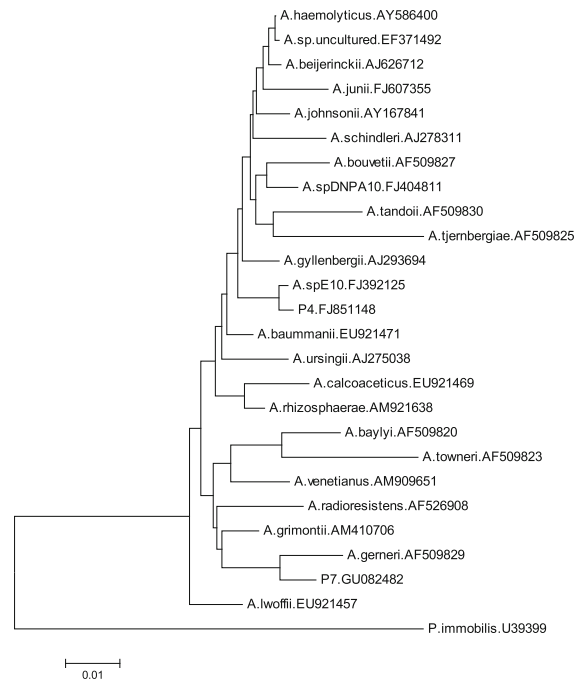 A.haemolyticus.AY586400
A.sp.uncultured.EF371492
A.beijerinckii.AJ626712
A.junii.FJ607355
A.johnsonii.AY167841
A.schindleri.AJ278311
A.bouvetii.AF509827
A.spDNPA10.FJ404811
A.tandoii.AF509830
A.tjernbergiae.AF509825
A.gyllenbergii.AJ293694
A.spE10.FJ392125
P4.FJ851148
A.baummanii.EU921471
A.ursingii.AJ275038
A.calcoaceticus.EU921469
A.rhizosphaerae.AM921638
A.baylyi.AF509820
A.towneri.AF509823
A.venetianus.AM909651
A.radioresistens.AF526908
A.grimontii.AM410706
A.gerneri.AF509829
P7.GU082482
A.lwoffii.EU921457
P.immobilis.U39399
0.01